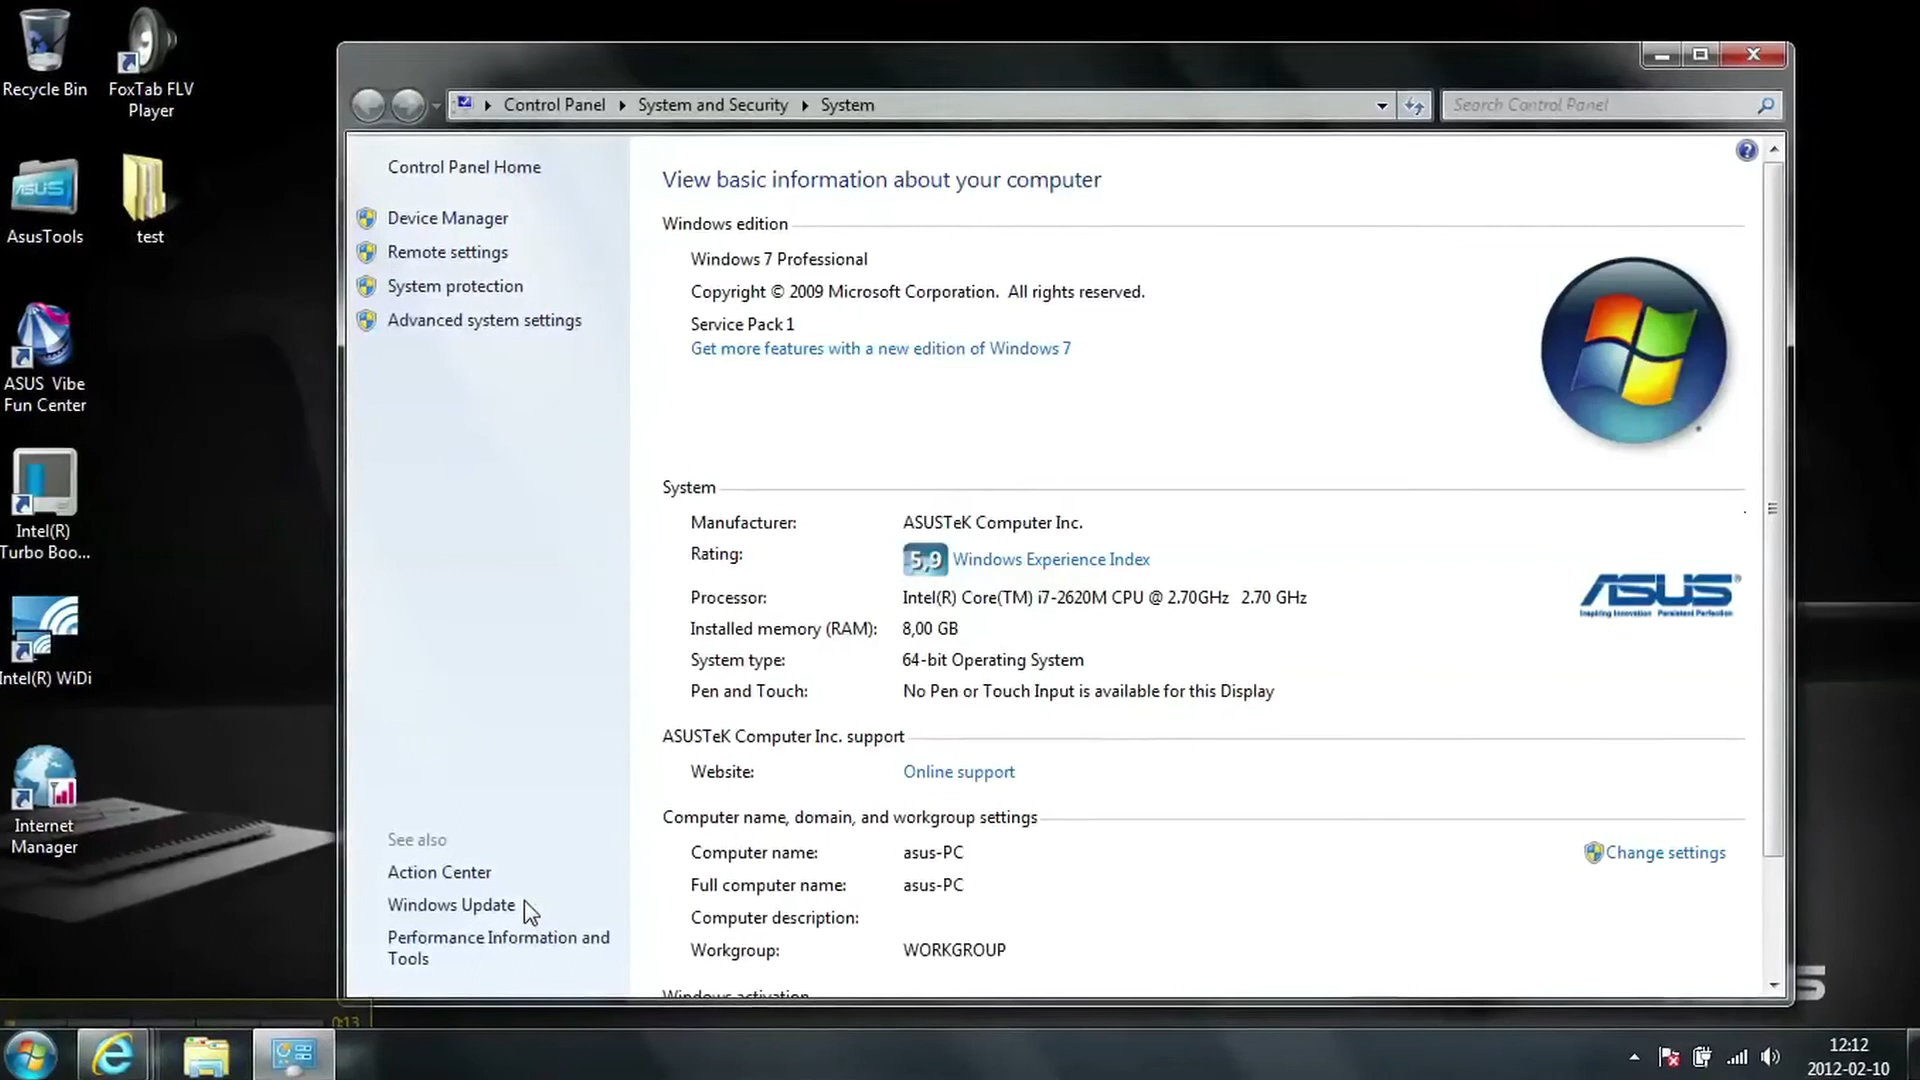 Recycle Bin
FoxTab FLV
Player
AsusTools
test
ASUS Vibe
Fun Center
Intel(R)
Turbo Boo...
Intel(R) WiDi
Internet
Manager
Control Panel
System and Security
System
Search Control Panel
Control Panel Home
Device Manager
Remote settings
System protection
Advanced system settings
See also
Action Center
Windows Update
Performance Information and
Tools
View basic information about your computer
Windows edition
Windows 7 Professional
Copyright © 2009 Microsoft Corporation. All rights reserved.
Service Pack 1
Get more features with a new edition of Windows 7
System
Manufacturer: ASUSTeK Computer Inc.
Rating: 5,9 Windows Experience Index
Processor: Intel(R) Core(TM) i7-2620M CPU @ 2.70GHz 2.70 GHz
Installed memory (RAM): 8,00 GB
System type: 64-bit Operating System
Pen and Touch: No Pen or Touch Input is available for this Display
ASUS
Inspiring Innovation Persistent Perfection
ASUSTeK Computer Inc. support
Website: Online support
Computer name, domain, and workgroup settings
Computer name: asus-PC
Change settings
Full computer name: asus-PC
Computer description:
Workgroup: WORKGROUP
Windows activation
0:13
12:12
2012-02-10